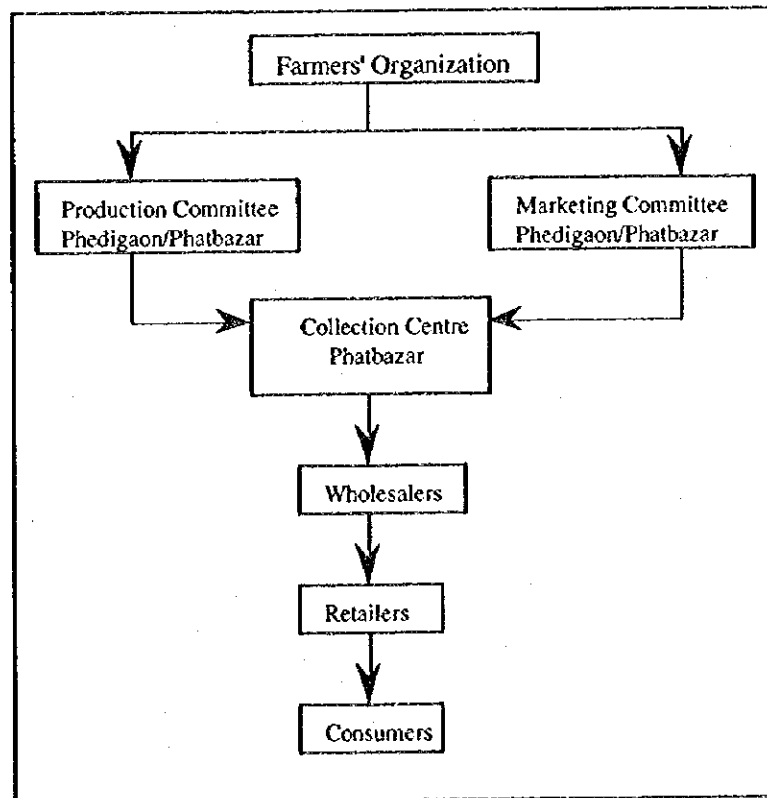 Farmers' Organization
Production Committee
Phedigaon/Phatbazar
Marketing Committee
Phedigaon/Phatbazar
Collection Centre
Phatbazar
Wholesalers
Retailers
Consumers